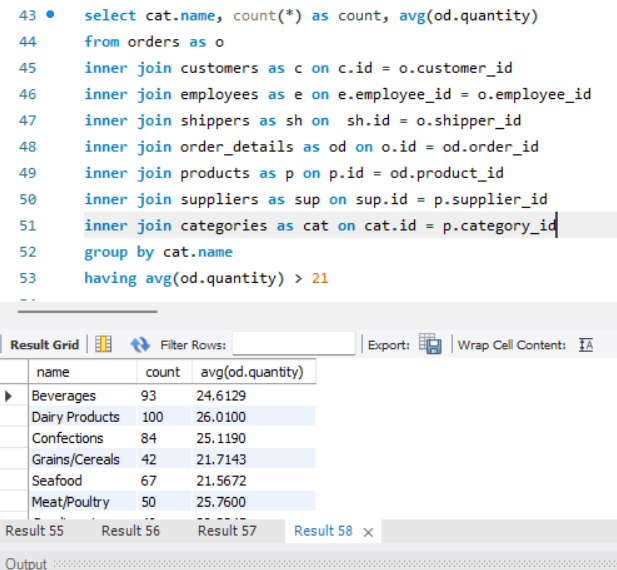 43 select cat.name, count(*) as count, avg(od.quantity)
44 from orders as o
45 inner join customers as c on c.id = o.customer_id
46 inner join employees as e on e.employee_id = o.employee_id
47 inner join shippers as sh on  sh.id = o.shipper_id
48 inner join order_details as od on o.id = od.order_id
49 inner join products as p on p.id = od.product_id
50 inner join suppliers as sup on sup.id = p.supplier_id
51 inner join categories as cat on cat.id = p.category_id
52 group by cat.name
53 having avg(od.quantity) > 21
Result Grid Filter Rows: Export: Wrap Cell Content:
name count avg(od.quantity)
Beverages 93 24.6129
Dairy Products 100 26.0100
Confections 84 25.1190
Grains/Cereals 42 21.7143
Seafood 67 21.5672
Meat/Poultry 50 25.7600
Result 55 Result 56 Result 57 Result 58
Output